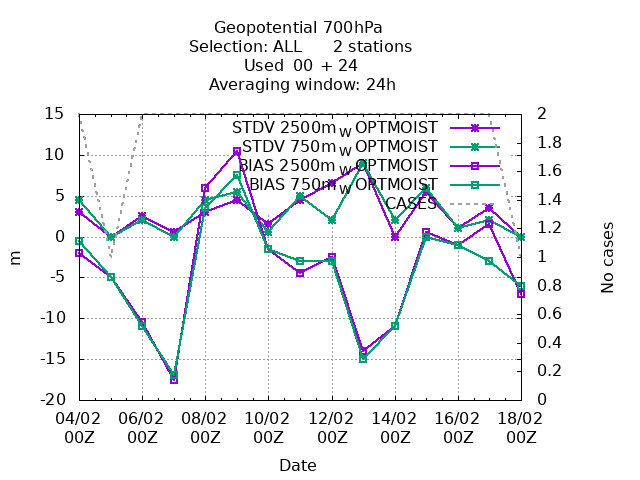 Geopotential 700hPa
Selection: ALL 2 stations
Used 00 + 24
Averaging window: 24h
STDV 2500m_W OPTMOIST
STDV 750m_W OPTMOIST
BIAS 2500m_W OPTMOIST
BIAS 750m_W OPTMOIST
CASES
15
10
5
0
-5
-10
-15
-20
m
2
1.8
1.6
1.4
1.2
1
0.8
0.6
0.4
0.2
0
No cases
04/02 06/02 08/02 10/02 12/02 14/02 16/02 18/02
00Z 00Z 00Z 00Z 00Z 00Z 00Z 00Z
Date